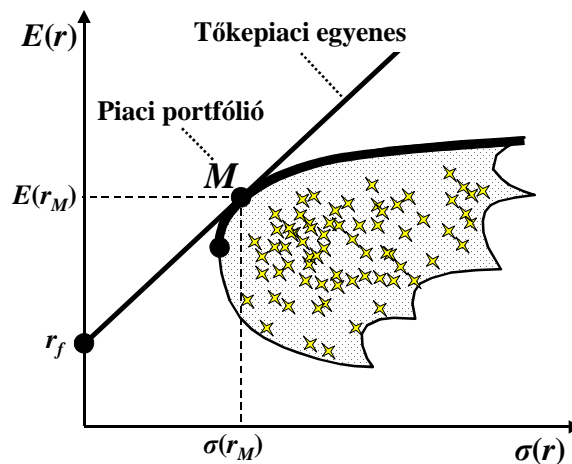 E(r)
Tőkepiaci egyenes
Piaci portfólió
M
E(r_M)
r_f
σ(r_M)
σ(r)